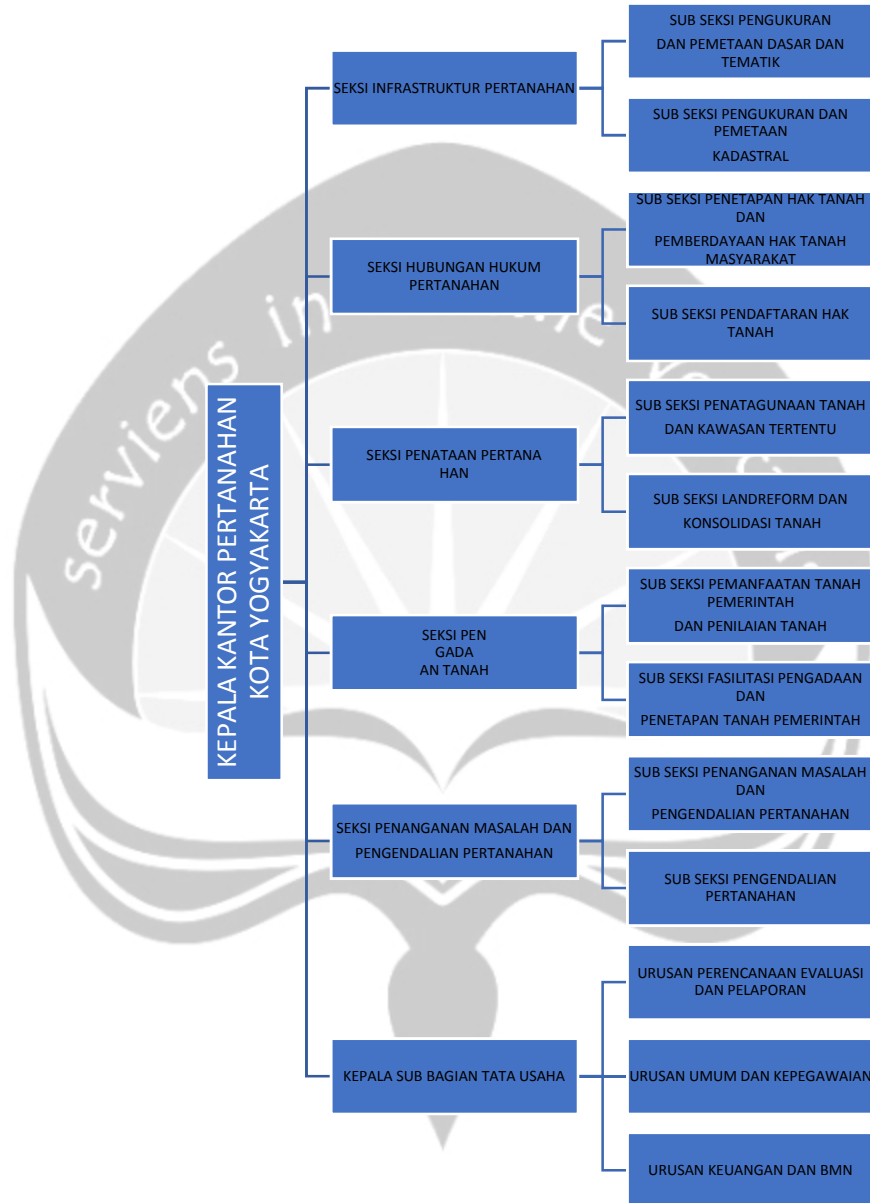 SUB SEKSI PENGUKURAN
DAN PEMETAAN DASAR DAN
TEMATIK
SEKSI INFRASTRUKTUR PERTANAHAN
SUB SEKSI PENGUKURAN DAN
PEMETAAN
KADASTRAL
SUB SEKSI PENETAPAN HAK TANAH
DAN
PEMBERDAYAAN HAK TANAH
MASYARAKAT
SEKSI HUBUNGAN HUKUM
PERTANAHAN
SUB SEKSI PENDAFTARAN HAK
TANAH
serviens in
KEPALA KANTOR PERTANAHAN
KOTA YOGYAKARTA
SUB SEKSI PENATAGUNAAN TANAH
DAN KAWASAN TERTENTU
SEKSI PENATAAN PERTANA
HAN
SUB SEKSI LANDREFORM DAN
KONSOLIDASI TANAH
SUB SEKSI PEMANFAATAN TANAH
PEMERINTAH
DAN PENILAIAN TANAH
SEKSI PEN
GADA
AN TANAH
SUB SEKSI FASILITASI PENGADAAN
DAN
PENETAPAN TANAH PEMERINTAH
SUB SEKSI PENANGANAN MASALAH
DAN
PENGENDALIAN PERTANAHAN
SEKSI PENANGANAN MASALAH DAN
PENGENDALIAN PERTANAHAN
SUB SEKSI PENGENDALIAN
PERTANAHAN
URUSAN PERENCANAAN EVALUASI
DAN PELAPORAN
KEPALA SUB BAGIAN TATA USAHA
URUSAN UMUM DAN KEPEGAWAIAN
URUSAN KEUANGAN DAN BMN